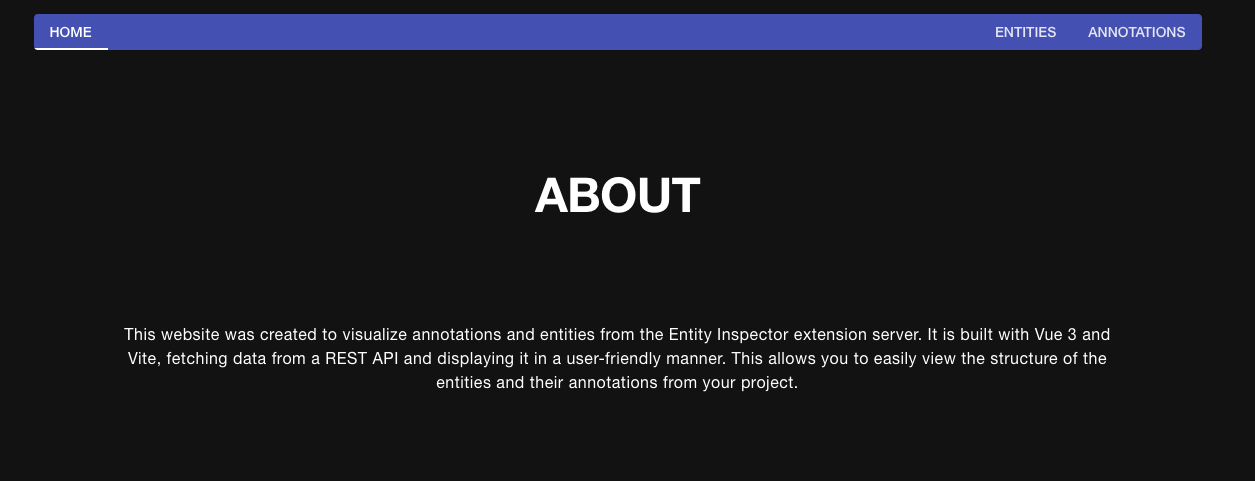 HOME
ENTITIES
ANNOTATIONS
ABOUT
This website was created to visualize annotations and entities from the Entity Inspector extension server. It is built with Vue 3 and
Vite, fetching data from a REST API and displaying it in a user-friendly manner. This allows you to easily view the structure of the
entities and their annotations from your project.